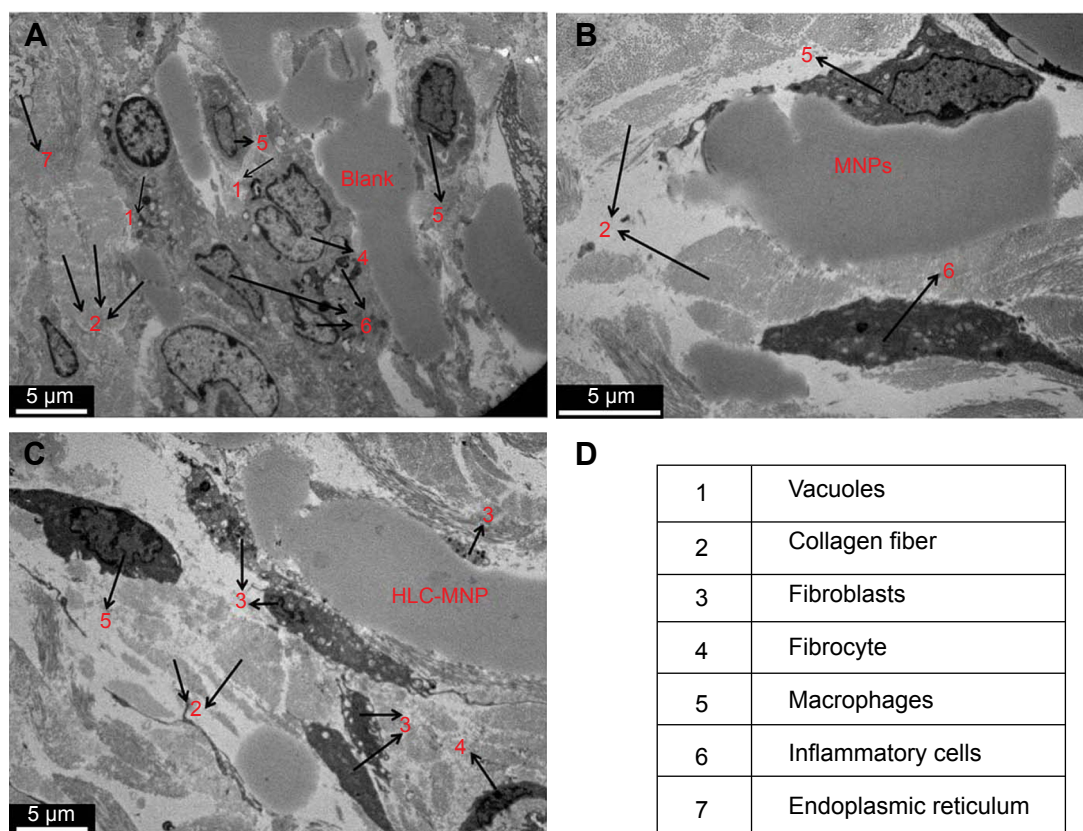 A
7
1
5
1
Blank
5
4
2
6
5 µm
B
5
MNPs
2
6
5 µm
C
3
HLC-MNP
3
5
2
3
4
5 µm
D
1 Vacuoles
2 Collagen fiber
3 Fibroblasts
4 Fibrocyte
5 Macrophages
6 Inflammatory cells
7 Endoplasmic reticulum